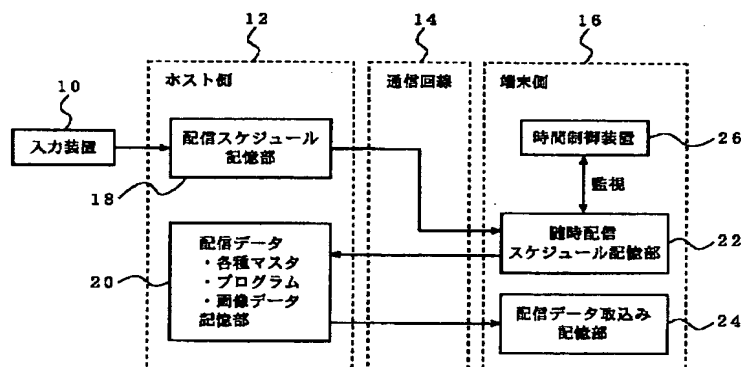 12
14
16
ホスト側
通信回線
端末側
10
入力装置
配信スケジュール
記憶部
18
時間制御装置
26
監視
随時配信
スケジュール記憶部
22
配信データ
・各種マスタ
・プログラム
・画像データ
記憶部
20
配信データ取込み
記憶部
24